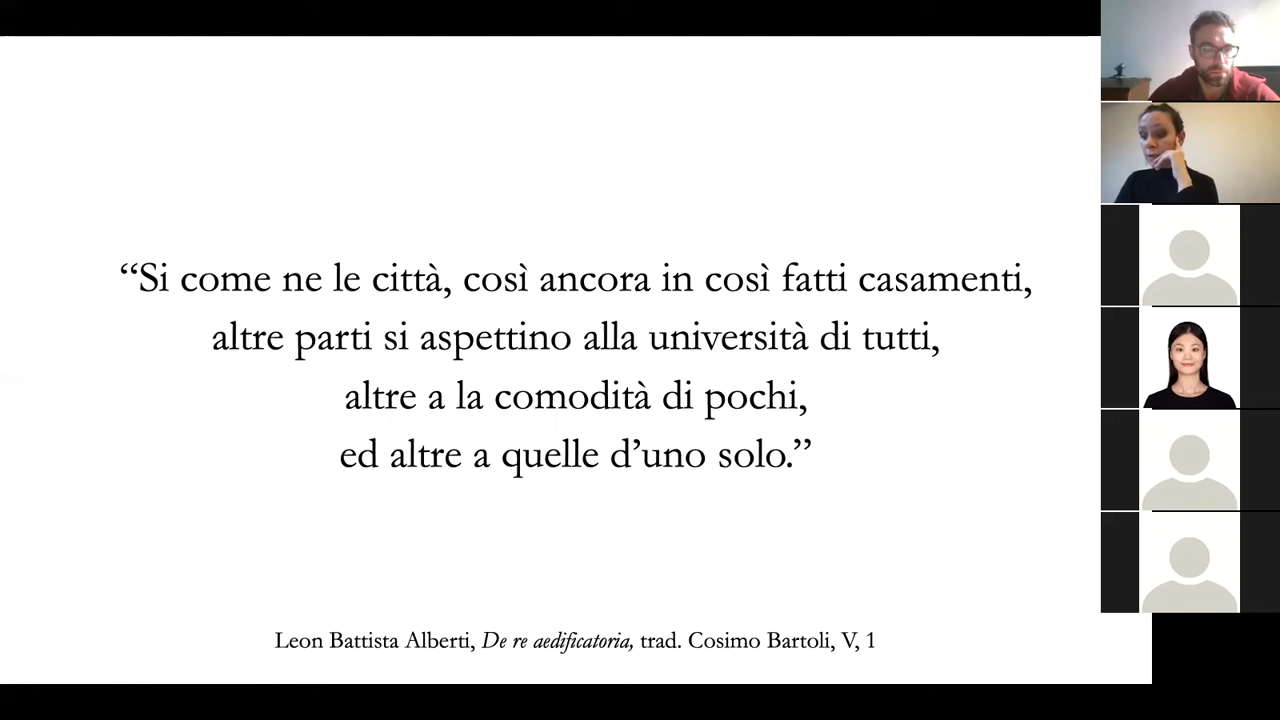 “Si come ne le città, così ancora in così fatti casamenti,
altre parti si aspettino alla università di tutti,
altre a la comodità di pochi,
ed altre a quelle d’uno solo.”
Leon Battista Alberti, De re aedificatoria, trad. Cosimo Bartoli, V, 1